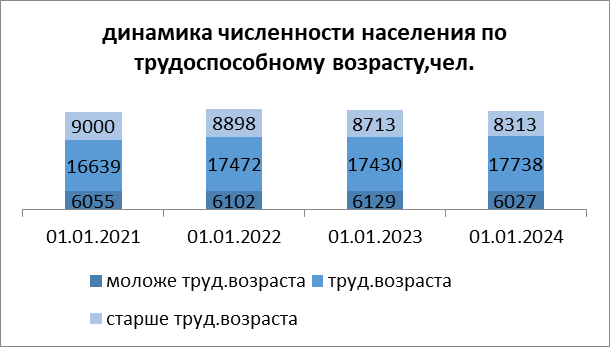 динамика численности населения по
трудоспособному возрасту,чел.
9000 8898 8713 8313
16639 17472 17430 17738
6055 6102 6129 6027
01.01.2021 01.01.2022 01.01.2023 01.01.2024
моложе труд.возраста труд.возраста
старше труд.возраста